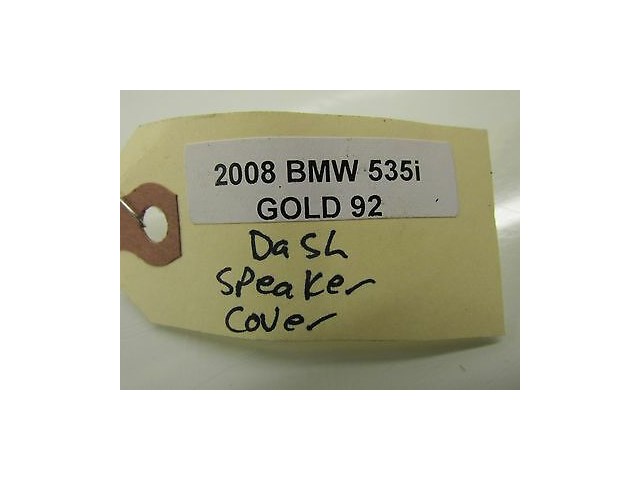 2008 BMW 535i
GOLD 92
Dash
Speaker
Cover